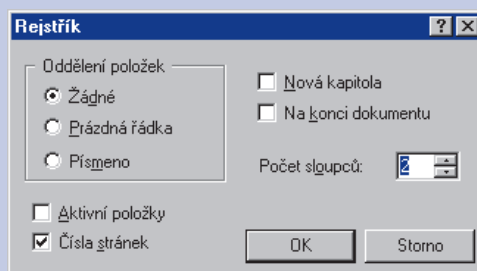 Rejstřík
Oddělení položek
Žádné
Prázdná řádka
Písmeno
Nová kapitola
Na konci dokumentu
Počet sloupců: 2
Aktivní položky
Čísla stránek
OK
Storno